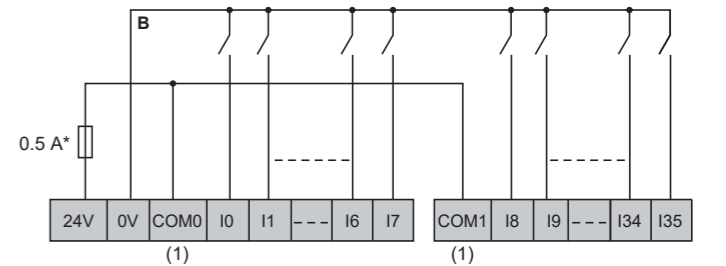 B
0.5 A*
24V 0V COM0 I0 I1 --- I6 I7 COM1 I8 I9 --- I34 I35
(1) (1)